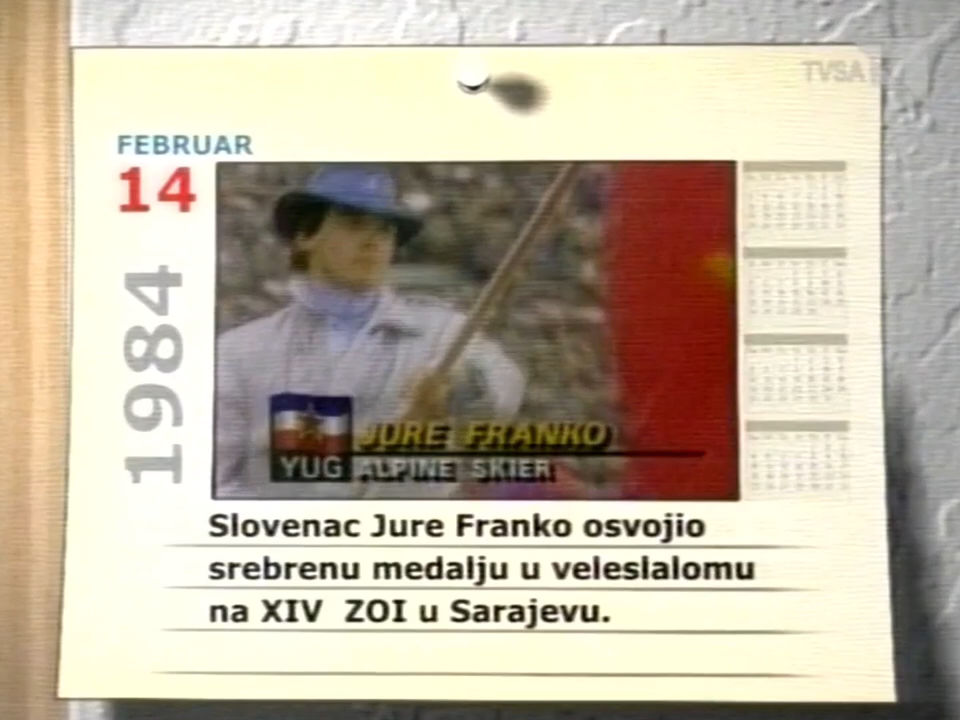 TVSA
FEBRUAR
14
1984
JURE FRANKO
YUG ALPINE SKIER
Slovenac Jure Franko osvojio
srebrenu medalju u veleslalomu
na XIV ZOI u Sarajevu.